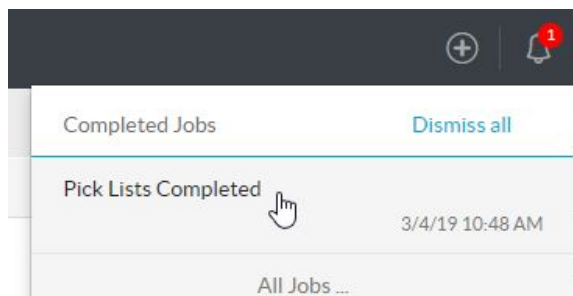 1
Completed Jobs Dismiss all
Pick Lists Completed
3/4/19 10:48 AM
All Jobs ...